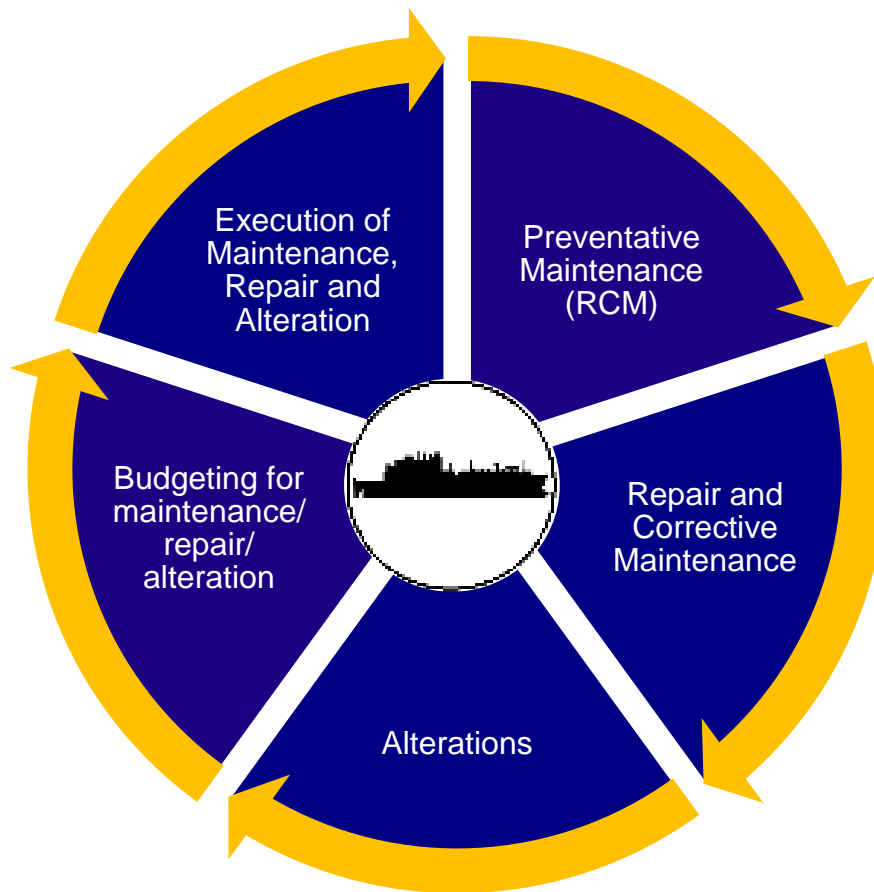 Execution of
Maintenance,
Repair and
Alteration
Preventative
Maintenance
(RCM)
Repair and
Corrective
Maintenance
Alterations
Budgeting for
maintenance/
repair/
alteration